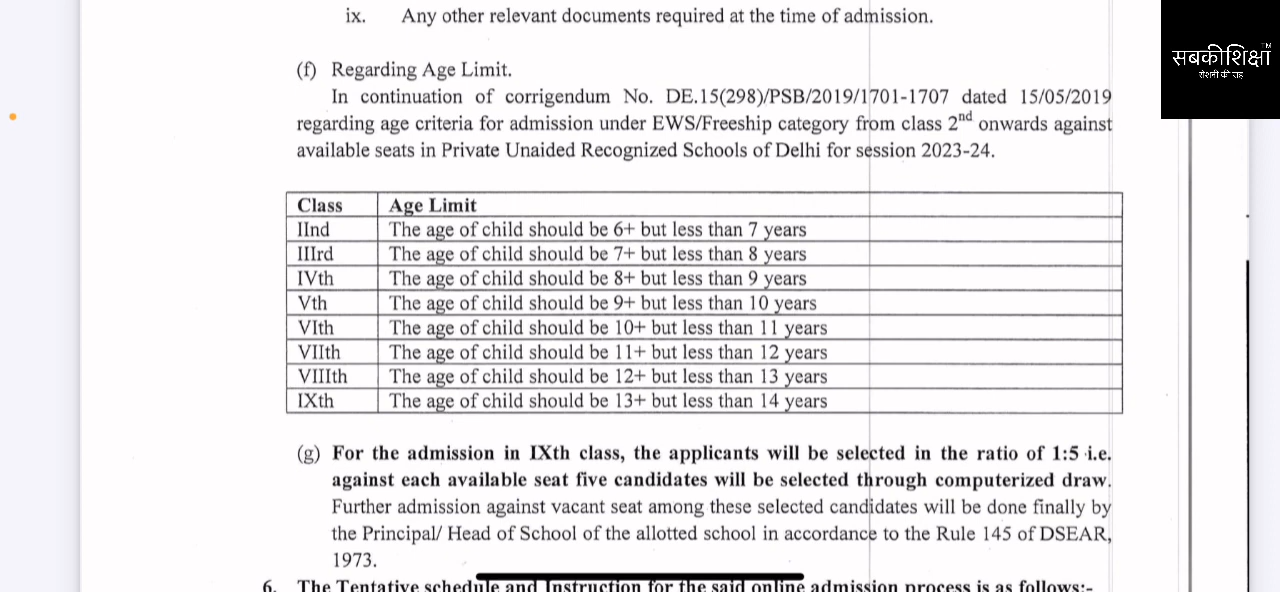 ix. Any other relevant documents required at the time of admission.
सबकीशिक्षा™
रोशनी की राह
(f) Regarding Age Limit.
In continuation of corrigendum No. DE.15(298)/PSB/2019/1701-1707 dated 15/05/2019
regarding age criteria for admission under EWS/Freeship category from class 2nd onwards against
available seats in Private Unaided Recognized Schools of Delhi for session 2023-24.
Class Age Limit
IInd The age of child should be 6+ but less than 7 years
IIIrd The age of child should be 7+ but less than 8 years
IVth The age of child should be 8+ but less than 9 years
Vth The age of child should be 9+ but less than 10 years
VIth The age of child should be 10+ but less than 11 years
VIIth The age of child should be 11+ but less than 12 years
VIIIth The age of child should be 12+ but less than 13 years
IXth The age of child should be 13+ but less than 14 years
(g) For the admission in IXth class, the applicants will be selected in the ratio of 1:5 i.e.
against each available seat five candidates will be selected through computerized draw.
Further admission against vacant seat among these selected candidates will be done finally by
the Principal/ Head of School of the allotted school in accordance to the Rule 145 of DSEAR,
1973.
6. The Tentative schedule and Instruction for the said online admission process is as follows:-